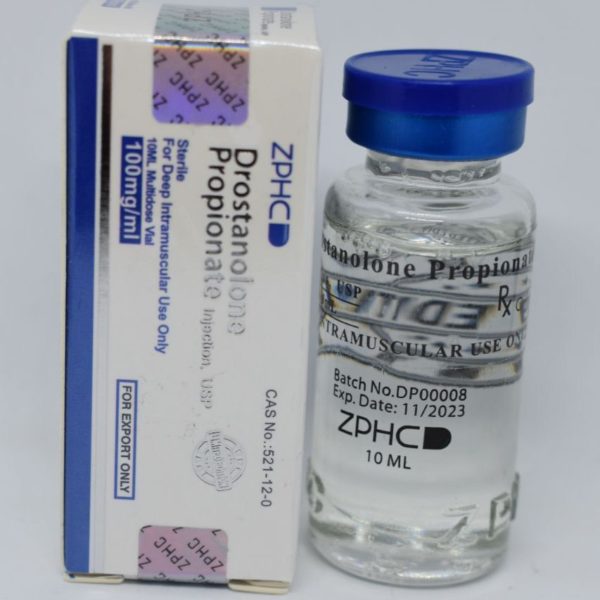 ZPHC
Drostanolone
Propionate Injection, USP
Sterile
For Deep Intramuscular Use Only
10ML Multidose Vial
100mg/ml
CAS No.:521-12-0
FOR EXPORT ONLY
ZPHC
ZPHC
ZPHC
stanolone Propiona
USP
Rx
TRAMUSCULAR USE ON
Batch No.DP00008
Exp. Date: 11/2023
ZPHC
10 ML